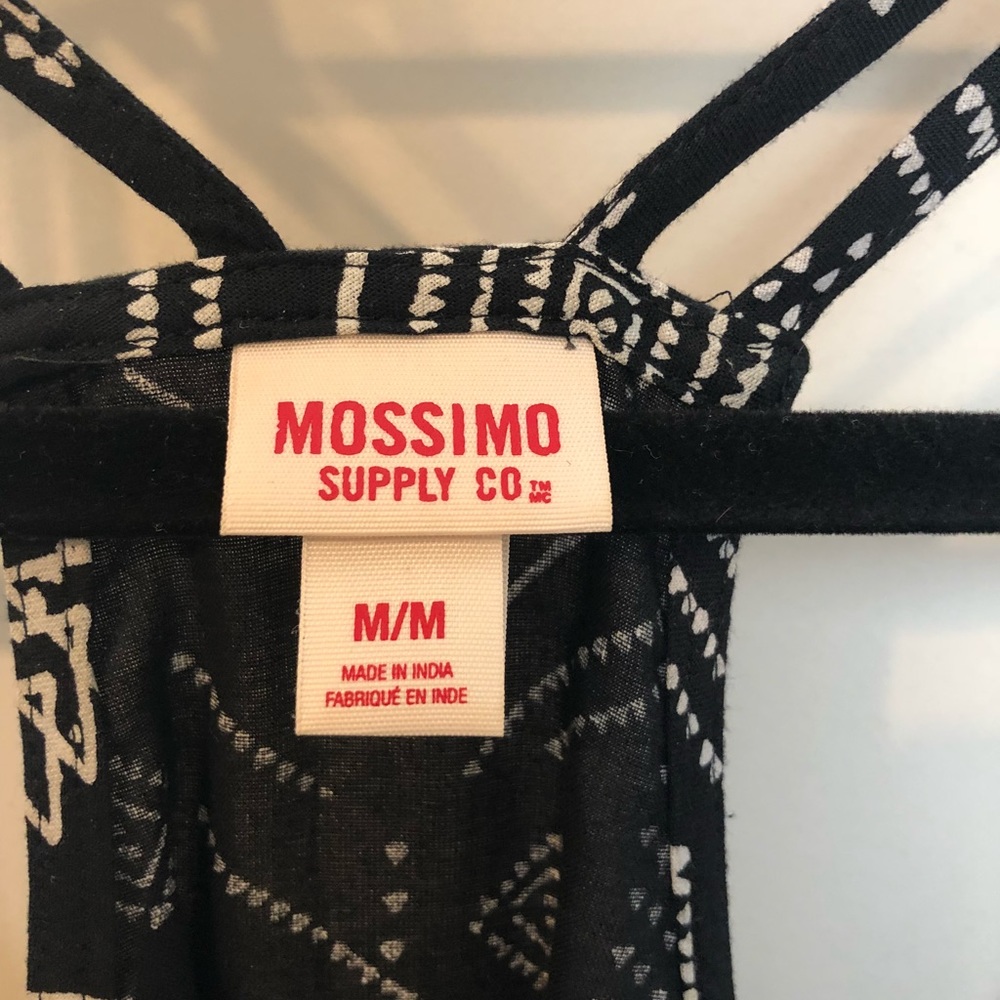 MOSSIMO
SUPPLY CO ™ MC
M/M
MADE IN INDIA
FABRIQUÉ EN INDE